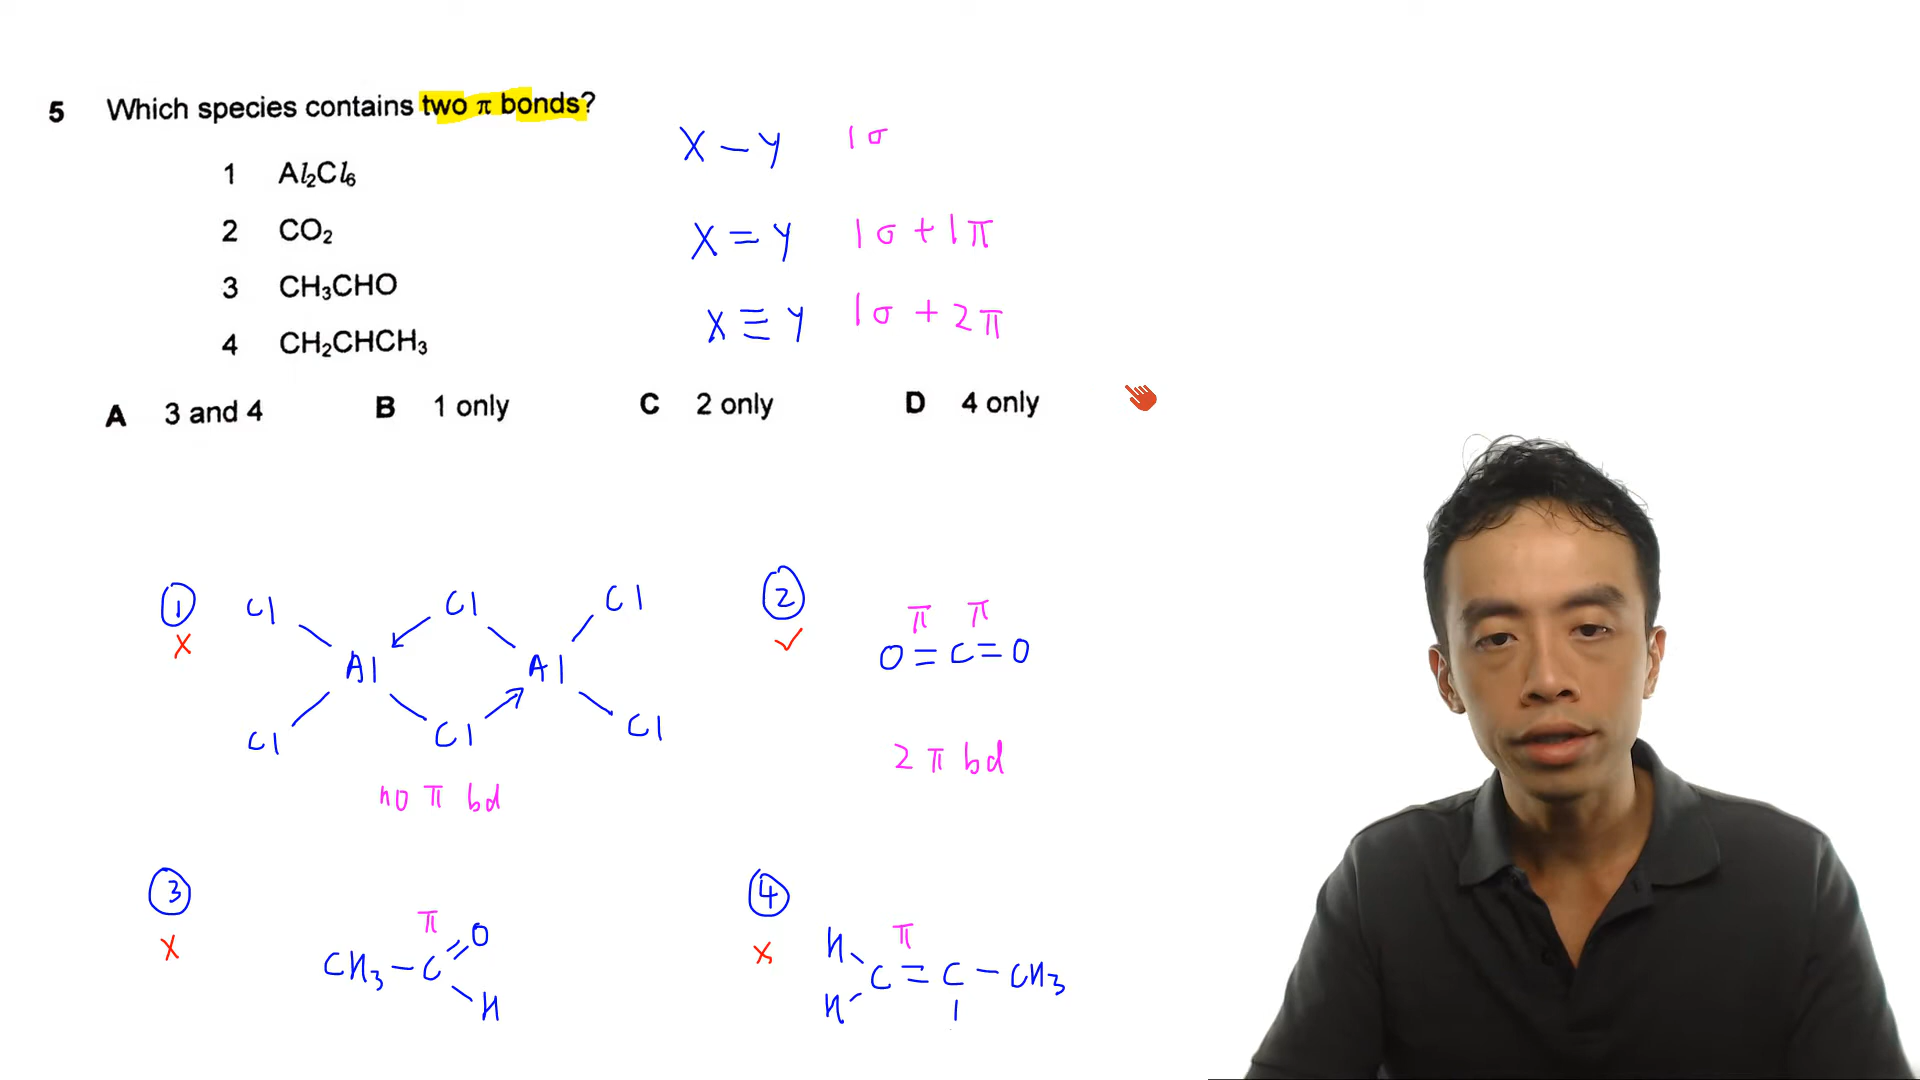 5 Which species contains two π bonds?
1 Al₂Cl₆
2 CO₂
3 CH₃CHO
4 CH₂CHCH₃
A 3 and 4 B 1 only C 2 only D 4 only
X — Y 1σ
X = Y 1σ + 1π
X ≡ Y 1σ + 2π
① ✗
Cl Cl Cl
Al Al
Cl Cl Cl
no π bd
② ✓
π π
O = C = O
2 π bd
③ ✗
π
O
CH₃ — C
H
④ ✗
H π
C = C — CH₃
H